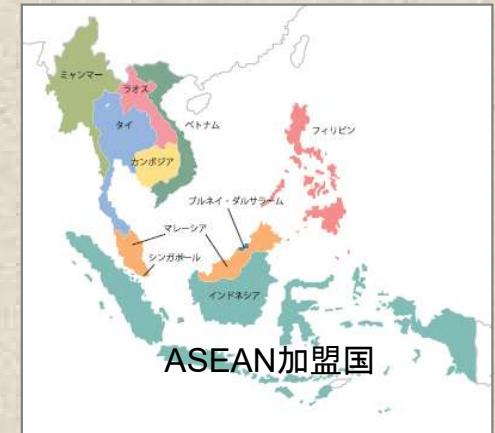 ミャンマー
ラオス
タイ
ベトナム
カンボジア
フィリピン
ブルネイ・ダルサラーム
マレーシア
シンガポール
インドネシア
ASEAN加盟国